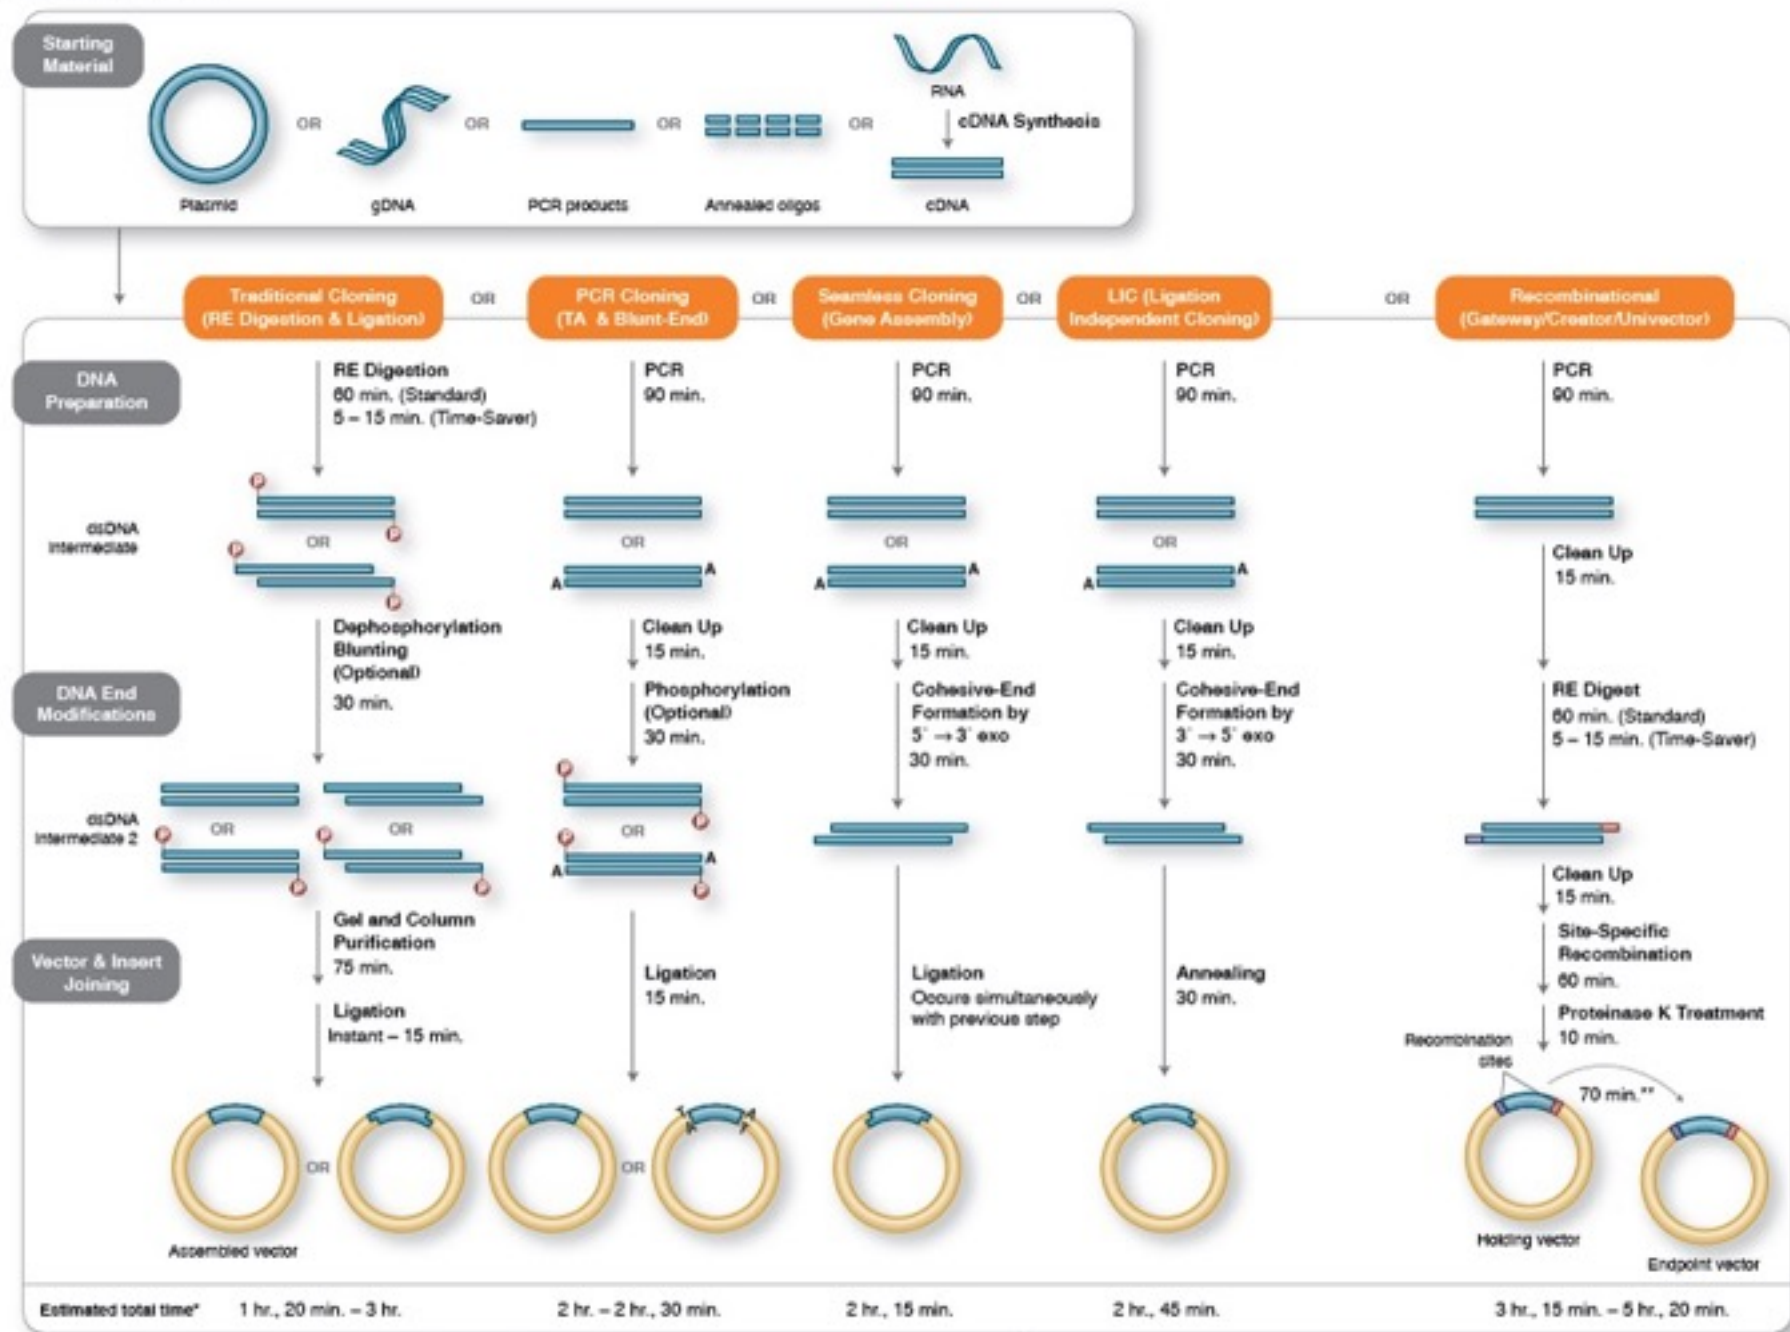 Starting
Material
RNA
cDNA Synthesis
OR
OR
OR
OR
Plasmid
gDNA
PCR products
Annealed oligos
cDNA
Traditional Cloning
(RE Digestion & Ligation)
OR
PCR Cloning
(TA & Blunt-End)
OR
Seamless Cloning
(Gene Assembly)
OR
LIC (Ligation
Independent Cloning)
OR
Recombinational
(Gateway/Creator/Univector)
DNA
Preparation
RE Digestion
60 min. (Standard)
5 – 15 min. (Time-Saver)
PCR
90 min.
PCR
90 min.
PCR
90 min.
PCR
90 min.
dsDNA
Intermediate
P
P
OR
P
P
OR
A
A
OR
A
A
OR
A
A
Clean Up
15 min.
Dephosphorylation
Blunting
(Optional)
30 min.
Clean Up
15 min.
Clean Up
15 min.
Clean Up
15 min.
DNA End
Modifications
Phosphorylation
(Optional)
30 min.
Cohesive-End
Formation by
5´ → 3´ exo
30 min.
Cohesive-End
Formation by
3´ → 5´ exo
30 min.
RE Digest
60 min. (Standard)
5 – 15 min. (Time-Saver)
dsDNA
Intermediate 2
OR
P
P
OR
P
P
P
P
OR
P
A
A
P
Clean Up
15 min.
Vector & Insert
Joining
Gel and Column
Purification
75 min.
Ligation
Instant – 15 min.
Ligation
15 min.
Ligation
Occurs simultaneously
with previous step
Annealing
30 min.
Site-Specific
Recombination
60 min.
Proteinase K Treatment
10 min.
Recombination
sites
70 min.**
OR
OR
T
A
A
T
Assembled vector
Holding vector
Endpoint vector
Estimated total time*
1 hr., 20 min. – 3 hr.
2 hr. – 2 hr., 30 min.
2 hr., 15 min.
2 hr., 45 min.
3 hr., 15 min. – 5 hr., 20 min.